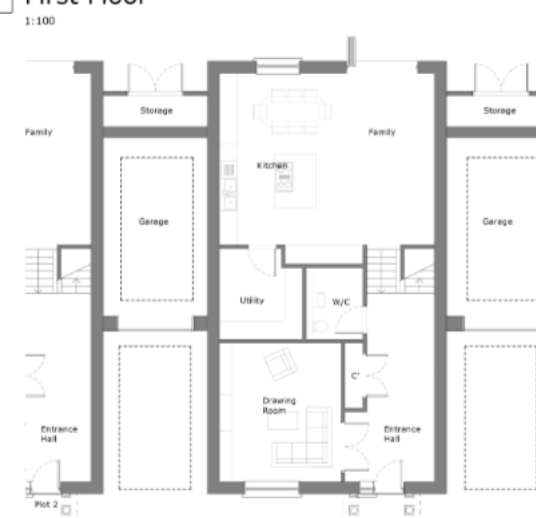 First Floor
1:100
Storage
Storage
Family
Family
Kitchen
Garage
Garage
Utility
W/C
C'
Drawing
Room
Entrance
Hall
Entrance
Hall
Plot 2